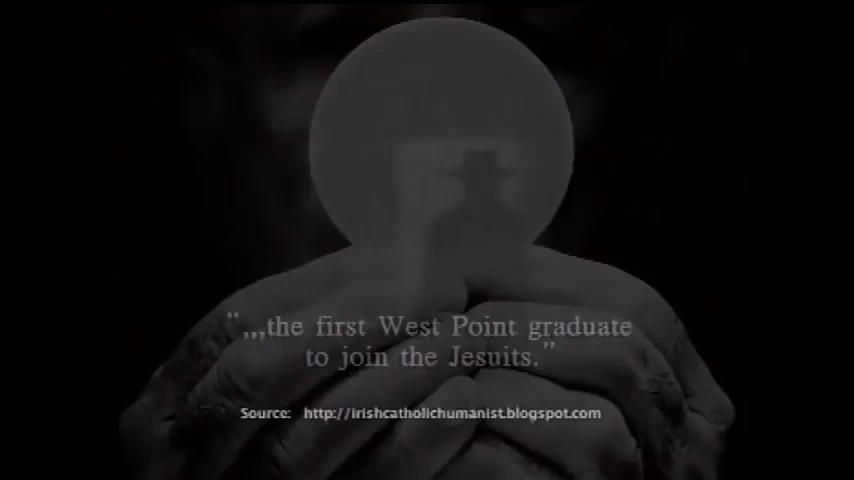 ",,,the first West Point graduate
to join the Jesuits."
Source: http://irishcatholichumanist.blogspot.com